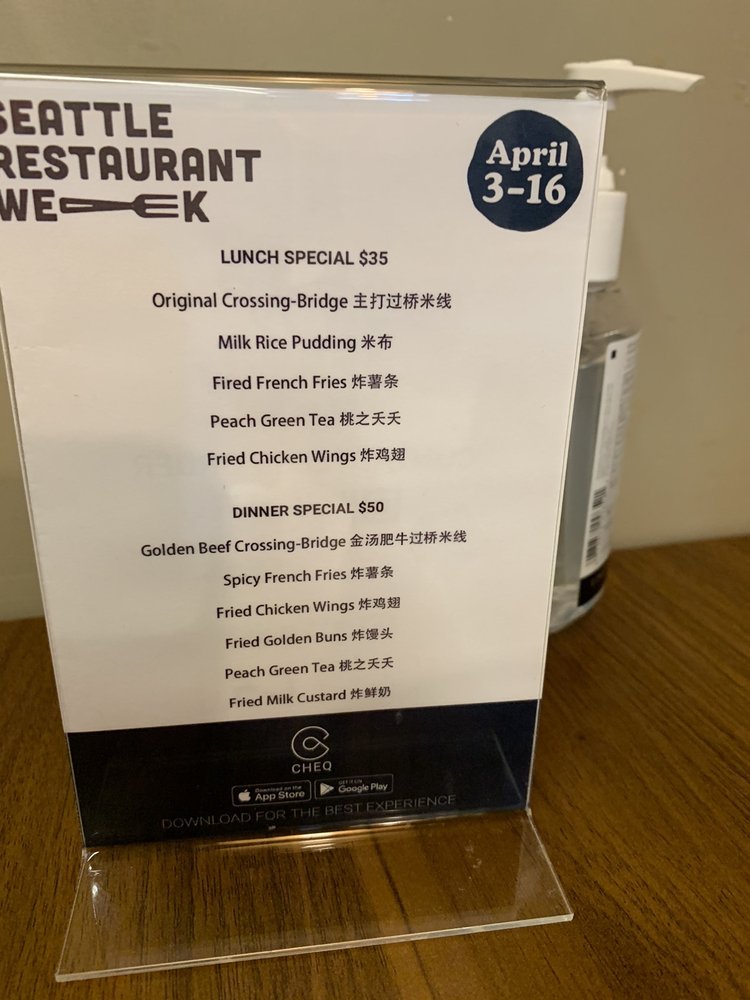 SEATTLE
RESTAURANT
WEEK
April
3-16
LUNCH SPECIAL $35
Original Crossing-Bridge 主打过桥米线
Milk Rice Pudding 米布
Fired French Fries 炸薯条
Peach Green Tea 桃之夭夭
Fried Chicken Wings 炸鸡翅
DINNER SPECIAL $50
Golden Beef Crossing-Bridge 金汤肥牛过桥米线
Spicy French Fries 炸薯条
Fried Chicken Wings 炸鸡翅
Fried Golden Buns 炸馒头
Peach Green Tea 桃之夭夭
Fried Milk Custard 炸鲜奶
CHEQ
Download on the App Store
GET IT ON Google Play
DOWNLOAD FOR THE BEST EXPERIENCE